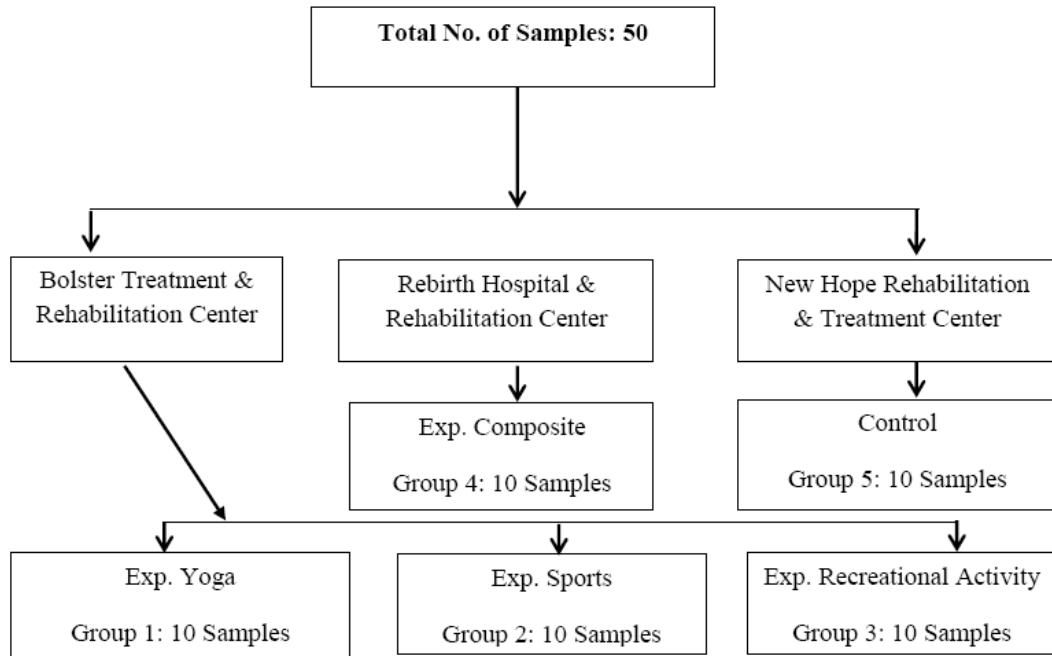 Total No. of Samples: 50
Bolster Treatment &
Rehabilitation Center
Rebirth Hospital &
Rehabilitation Center
New Hope Rehabilitation
& Treatment Center
Exp. Composite
Group 4: 10 Samples
Control
Group 5: 10 Samples
Exp. Yoga
Group 1: 10 Samples
Exp. Sports
Group 2: 10 Samples
Exp. Recreational Activity
Group 3: 10 Samples